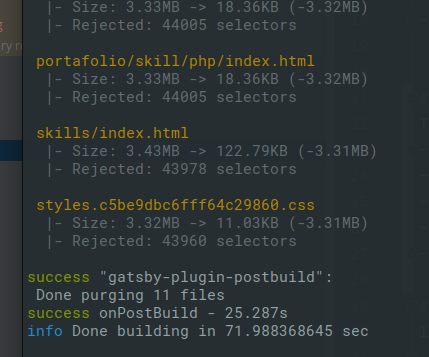 |- Size: 3.33MB -> 18.36KB (-3.32MB)
|- Rejected: 44005 selectors
portafolio/skill/php/index.html
|- Size: 3.33MB -> 18.36KB (-3.32MB)
|- Rejected: 44005 selectors
skills/index.html
|- Size: 3.43MB -> 122.79KB (-3.31MB)
|- Rejected: 43978 selectors
styles.c5be9dbc6fff64c29860.css
|- Size: 3.32MB -> 11.03KB (-3.31MB)
|- Rejected: 43960 selectors
success "gatsby-plugin-postbuild":
Done purging 11 files
success onPostBuild - 25.287s
info Done building in 71.988368645 sec